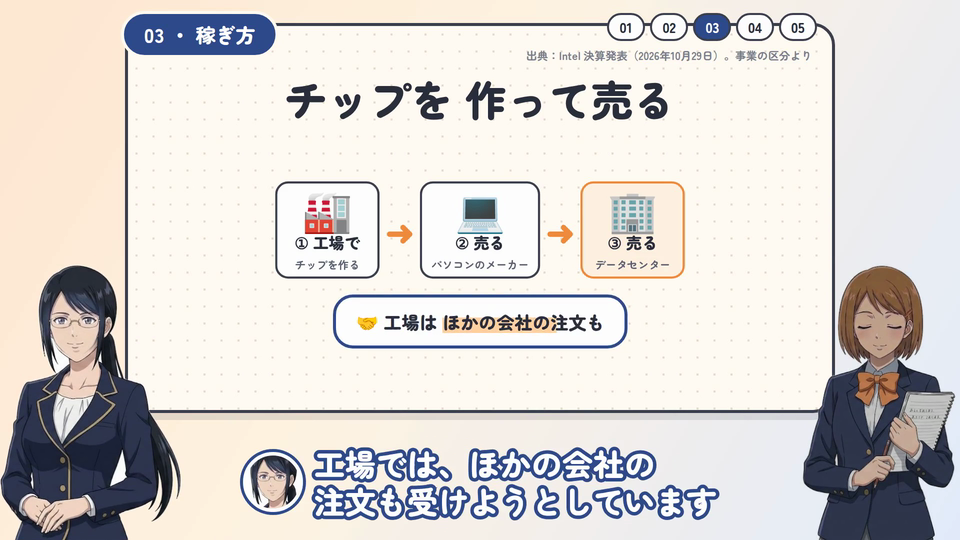 03 ・ 稼ぎ方
01 02 03 04 05
出典：Intel 決算発表（2026年10月29日）。事業の区分より
チップを 作って売る
① 工場で
チップを作る
② 売る
パソコンのメーカー
③ 売る
データセンター
工場は ほかの会社の注文も
工場では、ほかの会社の
注文も受けようとしています